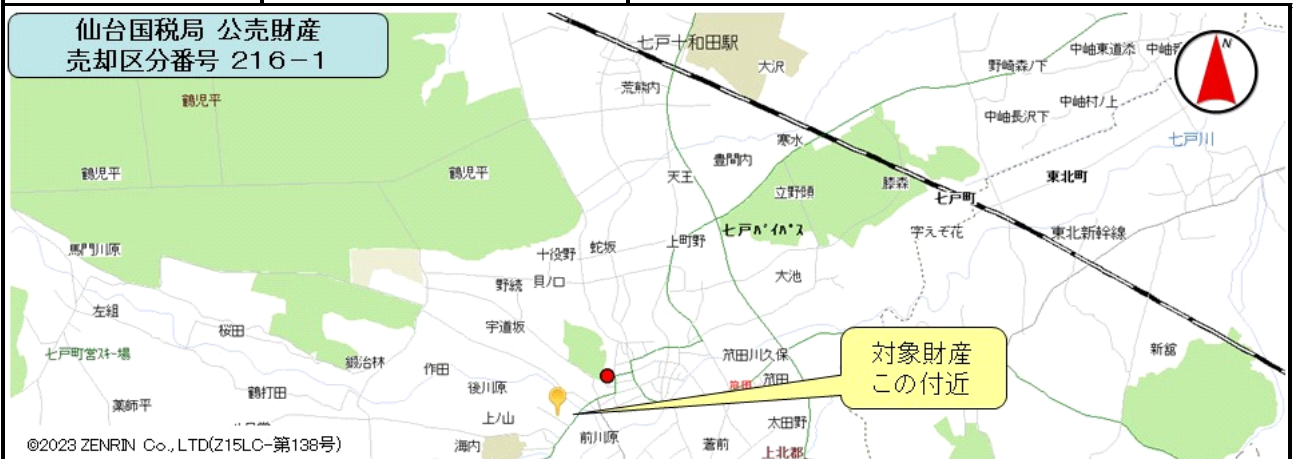 仙台国税局 公売財産
売却区分番号 216-1
七戸十和田駅
大沢
野崎森ノ下
中岫東道添
N
鶴児平
荒熊内
中岫長沢下
中岫村ノ上
七戸川
寒水
豊間内
鶴児平
鶴児平
天王
立野頭
膝森
七戸町
東北町
馬門川原
十役野
蛇坂
上町野
七戸バイパス
字えぞ花
東北新幹線
野続
貝ノ口
大池
左組
桜田
宇道坂
七戸町営スキー場
鍛冶林
作田
笊田川久保
新舘
鶴打田
後川原
笊田
対象財産
この付近
薬師平
上ノ山
太田野
海内
前川原
蒼前
上北郡
©2023 ZENRIN Co., LTD(Z15LC-第138号)